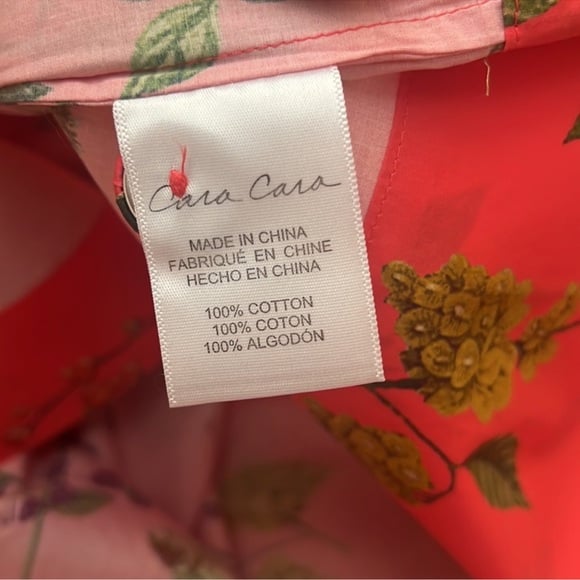 Cara Cara
MADE IN CHINA
FABRIQUÉ EN CHINE
HECHO EN CHINA
100% COTTON
100% COTON
100% ALGODÓN